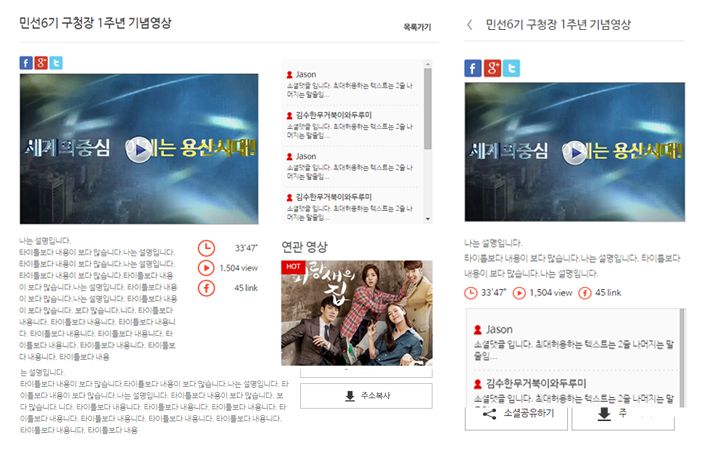 민선6기 구청장 1주년 기념영상
목록가기
세계의중심
이제는 용산시대!
나는 설명입니다.
타이틀보다 내용이 보다 많습니다.나는 설명입니다.
타이틀보다 내용이 보다 많습니다.나는 설명입니다.
타이틀보다 내용이 보다 많습니다.타이틀보다 내용
이 보다 많습니다.나는 설명입니다. 타이틀보다 내용
이 보다 많습니다.나는 설명입니다. 타이틀보다 내용
이 보다 많습니다. 보다 많습니다.니다. 타이틀보다
내용니다. 타이틀보다 내용니다. 타이틀보다 내용니
다. 타이틀보다 내용니다. 타이틀보다 내용니다. 타
이틀보다 내용니다. 타이틀보다 내용니다. 타이틀보
다 내용니다. 타이틀보다 내용
33'47"
1,504 view
45 link
는 설명입니다.
타이틀보다 내용이 보다 많습니다.타이틀보다 내용이 보다 많습니다.나는 설명입니다. 타
이틀보다 내용이 보다 많습니다.나는 설명입니다. 타이틀보다 내용이 보다 많습니다. 보
다 많습니다. 니다. 타이틀보다 내용니다. 타이틀보다 내용니다. 타이틀보다 내용니다.
타이틀보다 내용니다. 타이틀보다 내용니다. 타이틀보다 내용니다. 타이틀보다 내용니다.
타이틀보다 내용니다. 타이틀보다 내용
Jason
소셜댓글 입니다. 최대허용하는 텍스트는 2줄 나
머지는 말줄임...
김수한무거북이와두루미
소셜댓글 입니다. 최대허용하는 텍스트는 2줄 나
머지는 말줄임...
Jason
소셜댓글 입니다. 최대허용하는 텍스트는 2줄 나
머지는 말줄임...
김수한무거북이와두루미
소셜댓글 입니다. 최대허용하는 텍스트는 2줄 나
머지는 말줄임...
연관 영상
HOT
사랑새의
집
주소복사
민선6기 구청장 1주년 기념영상
세계의중심
이제는 용산시대!
나는 설명입니다.
타이틀보다 내용이 보다 많습니다.나는 설명입니다. 타이틀보다
내용이 보다 많습니다.나는 설명입니다.
33'47" 1,504 view 45 link
Jason
소셜댓글 입니다. 최대허용하는 텍스트는 2줄 나머지는 말
줄임...
김수한무거북이와두루미
소셜댓글 입니다. 최대허용하는 텍스트는 2줄 나머지는 말
소셜공유하기
주